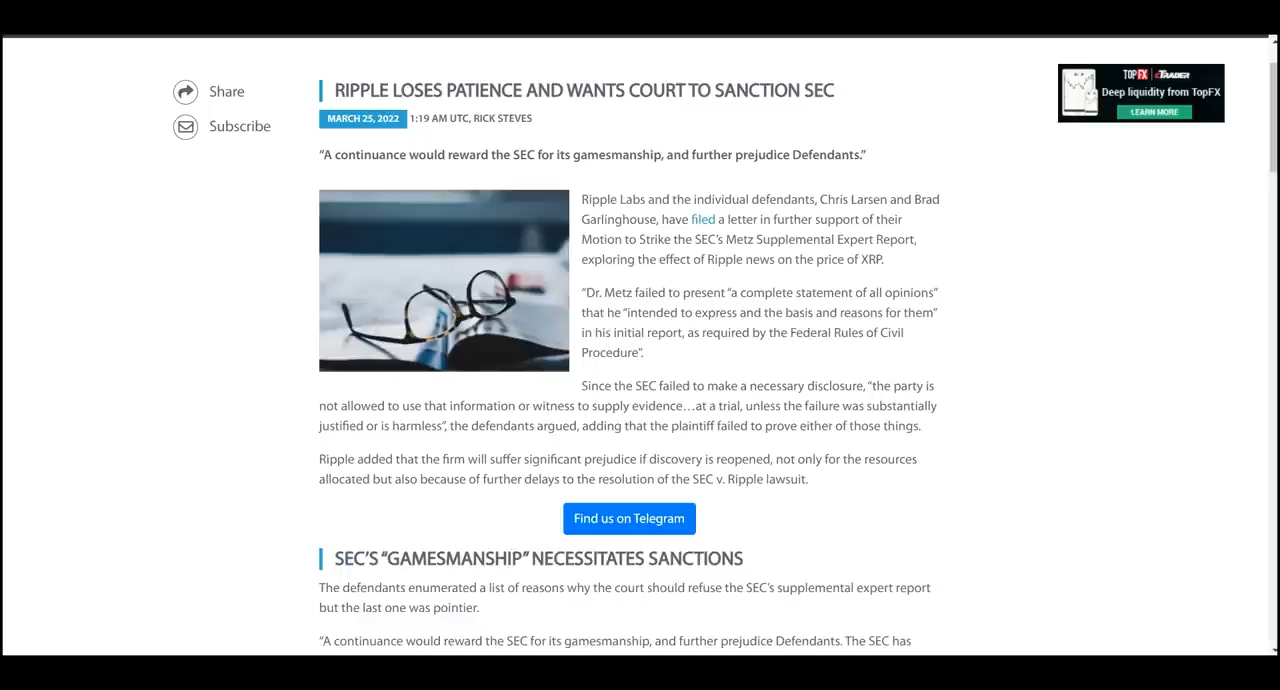 Share
Subscribe
RIPPLE LOSES PATIENCE AND WANTS COURT TO SANCTION SEC
MARCH 25, 2022 1:19 AM UTC, RICK STEVES
“A continuance would reward the SEC for its gamesmanship, and further prejudice Defendants.”
Ripple Labs and the individual defendants, Chris Larsen and Brad
Garlinghouse, have filed a letter in further support of their
Motion to Strike the SEC’s Metz Supplemental Expert Report,
exploring the effect of Ripple news on the price of XRP.
“Dr. Metz failed to present “a complete statement of all opinions”
that he “intended to express and the basis and reasons for them”
in his initial report, as required by the Federal Rules of Civil
Procedure”.
Since the SEC failed to make a necessary disclosure, “the party is
not allowed to use that information or witness to supply evidence…at a trial, unless the failure was substantially
justified or is harmless”, the defendants argued, adding that the plaintiff failed to prove either of those things.
Ripple added that the firm will suffer significant prejudice if discovery is reopened, not only for the resources
allocated but also because of further delays to the resolution of the SEC v. Ripple lawsuit.
Find us on Telegram
SEC’S “GAMESMANSHIP” NECESSITATES SANCTIONS
The defendants enumerated a list of reasons why the court should refuse the SEC’s supplemental expert report
but the last one was pointier.
“A continuance would reward the SEC for its gamesmanship, and further prejudice Defendants. The SEC has
TOPFX cTRADER
Deep liquidity from TopFX
LEARN MORE